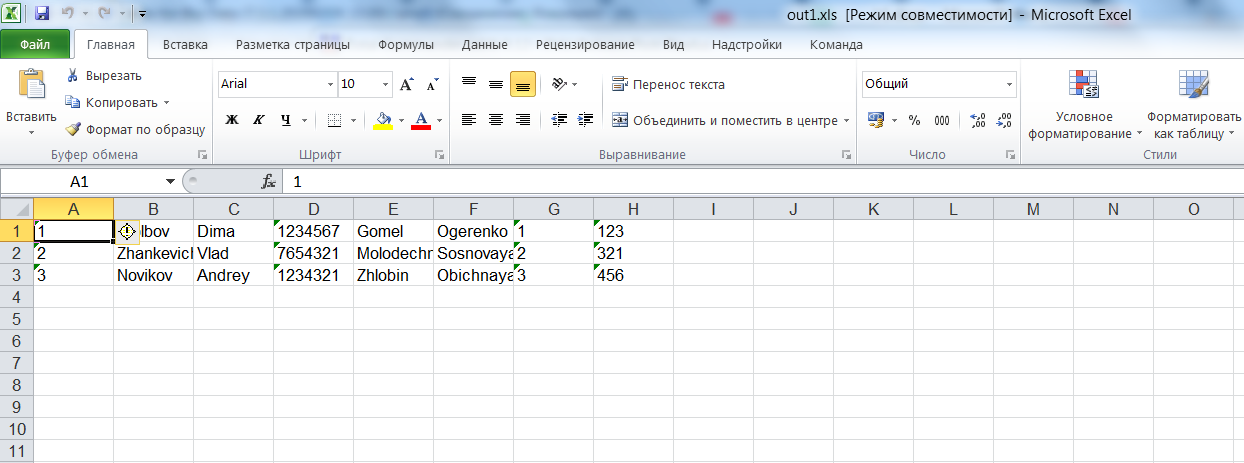 out1.xls [Режим совместимости] - Microsoft Excel
Файл Главная Вставка Разметка страницы Формулы Данные Рецензирование Вид Надстройки Команда
Вставить
Вырезать
Копировать
Формат по образцу
Буфер обмена
Arial 10
Ж К Ч А
Шрифт
Перенос текста
Объединить и поместить в центре
Выравнивание
Общий
% 000
Число
Условное форматирование
Форматировать как таблицу
Стили
A1 fx 1
A B C D E F G H I J K L M N O
1 1 lbov Dima 1234567 Gomel Ogerenko 1 123
2 2 Zhankevich Vlad 7654321 Molodechn Sosnovaya 2 321
3 3 Novikov Andrey 1234321 Zhlobin Obichnaya 3 456
4
5
6
7
8
9
10
11